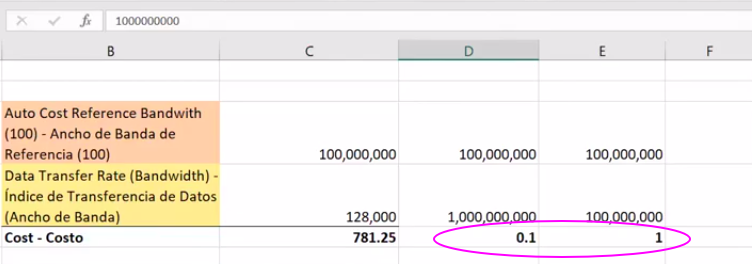 1000000000
B C D E F
Auto Cost Reference Bandwith
(100) - Ancho de Banda de
Referencia (100) 100,000,000 100,000,000 100,000,000
Data Transfer Rate (Bandwidth) -
Índice de Transferencia de Datos
(Ancho de Banda) 128,000 1,000,000,000 100,000,000
Cost - Costo 781.25 0.1 1